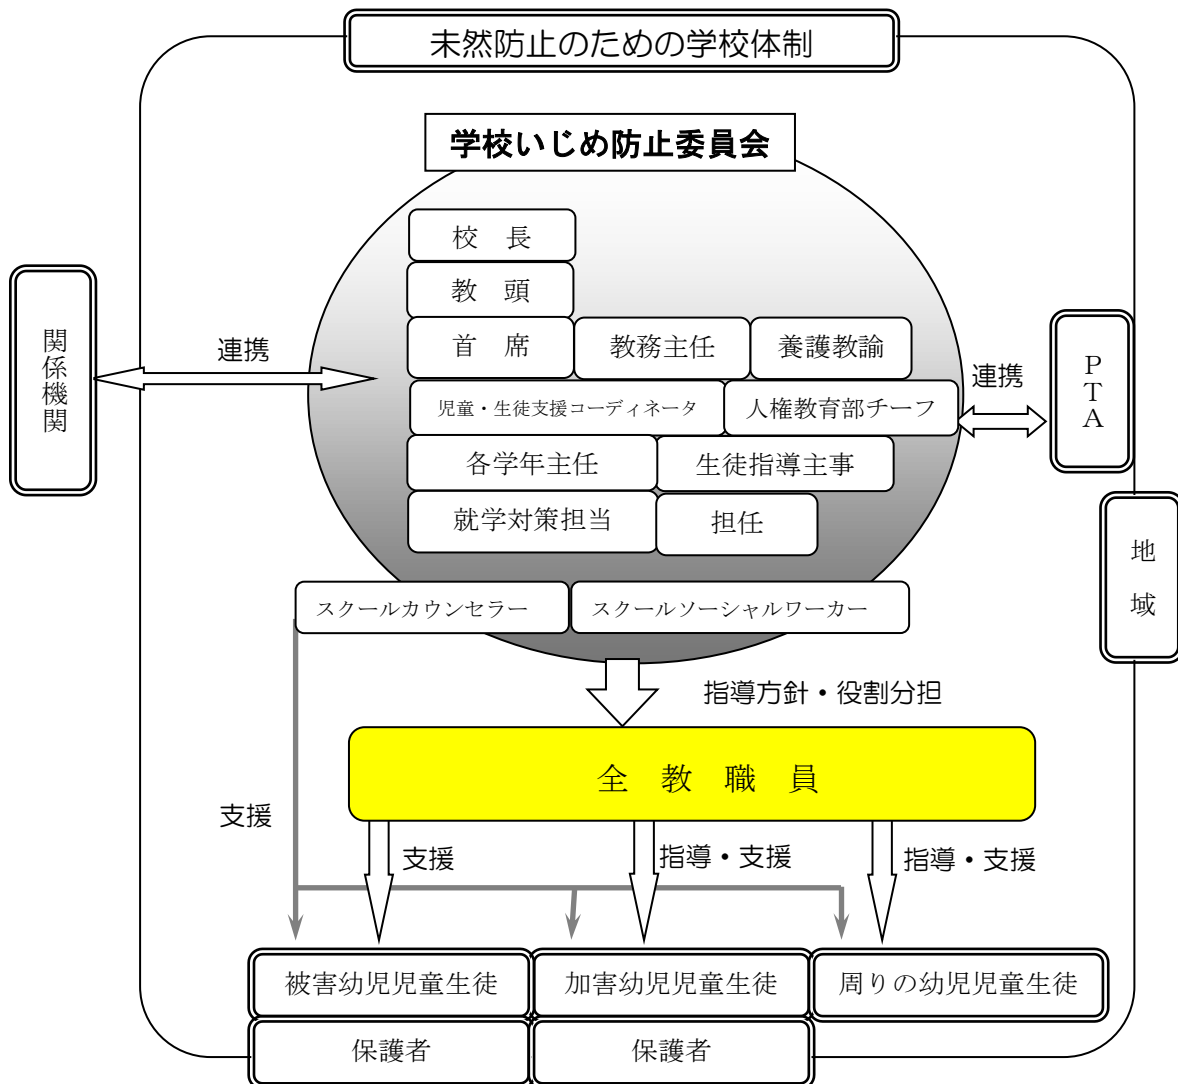 未然防止のための学校体制
学校いじめ防止委員会
校 長
教 頭
首 席 教務主任 養護教諭
児童・生徒支援コーディネータ 人権教育部チーフ
各学年主任 生徒指導主事
就学対策担当 担任
スクールカウンセラー スクールソーシャルワーカー
関係機関
連携
連携
PTA
地 域
指導方針・役割分担
全 教 職 員
支援
支援
指導・支援
指導・支援
被害幼児児童生徒 加害幼児児童生徒 周りの幼児児童生徒
保護者 保護者